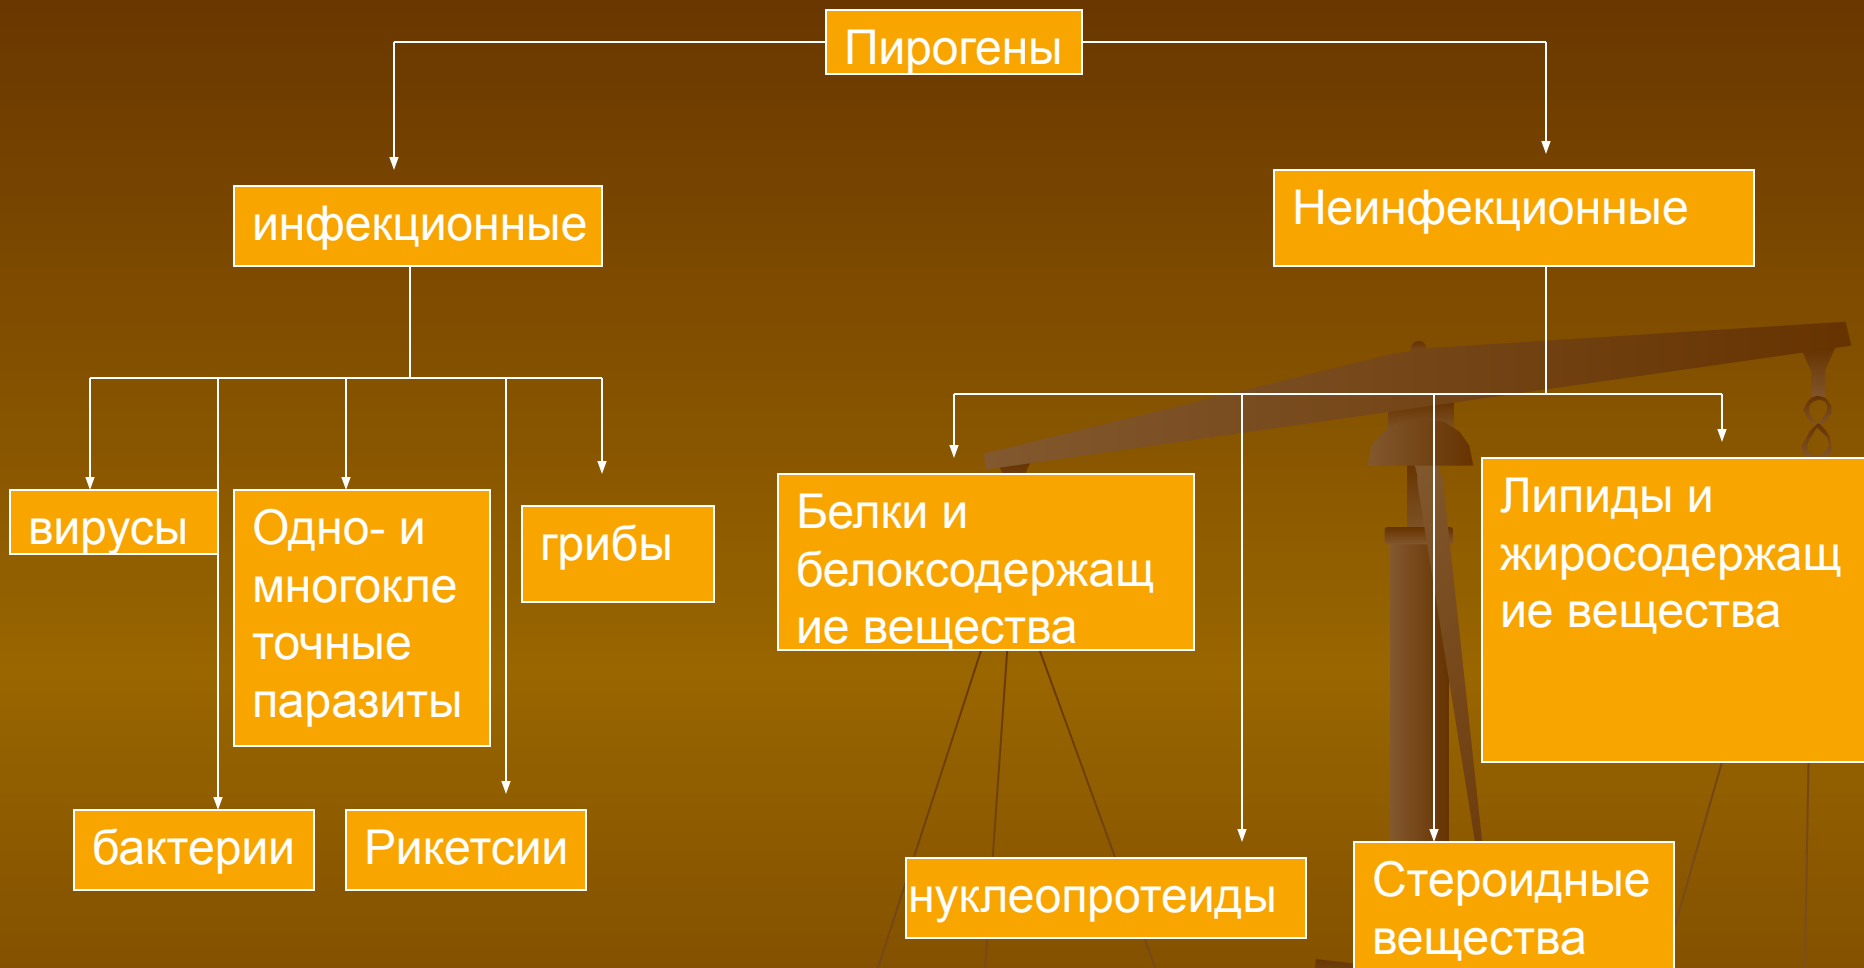 Пирогены
инфекционные
Неинфекционные
вирусы
Одно- и
многокле
точные
паразиты
грибы
Белки и
белоксодержащ
ие вещества
Липиды и
жиросодержащ
ие вещества
бактерии
Рикетсии
нуклеопротеиды
Стероидные
вещества